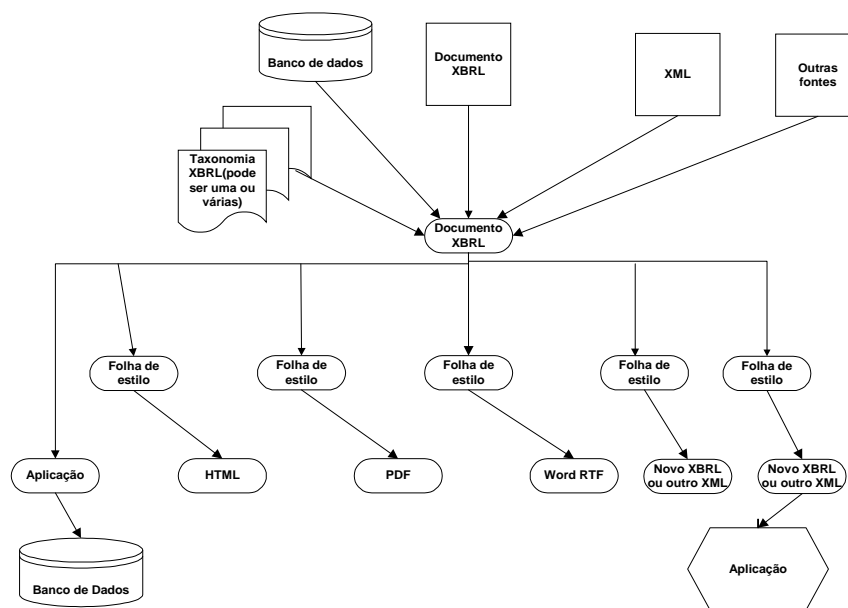 Banco de dados
Documento
XBRL
XML
Outras
fontes
Taxonomia
XBRL(pode
ser uma ou
várias)
Documento
XBRL
Folha de
estilo
Folha de
estilo
Folha de
estilo
Folha de
estilo
Folha de
estilo
Aplicação
HTML
PDF
Word RTF
Novo XBRL
ou outro XML
Novo XBRL
ou outro XML
Banco de Dados
Aplicação